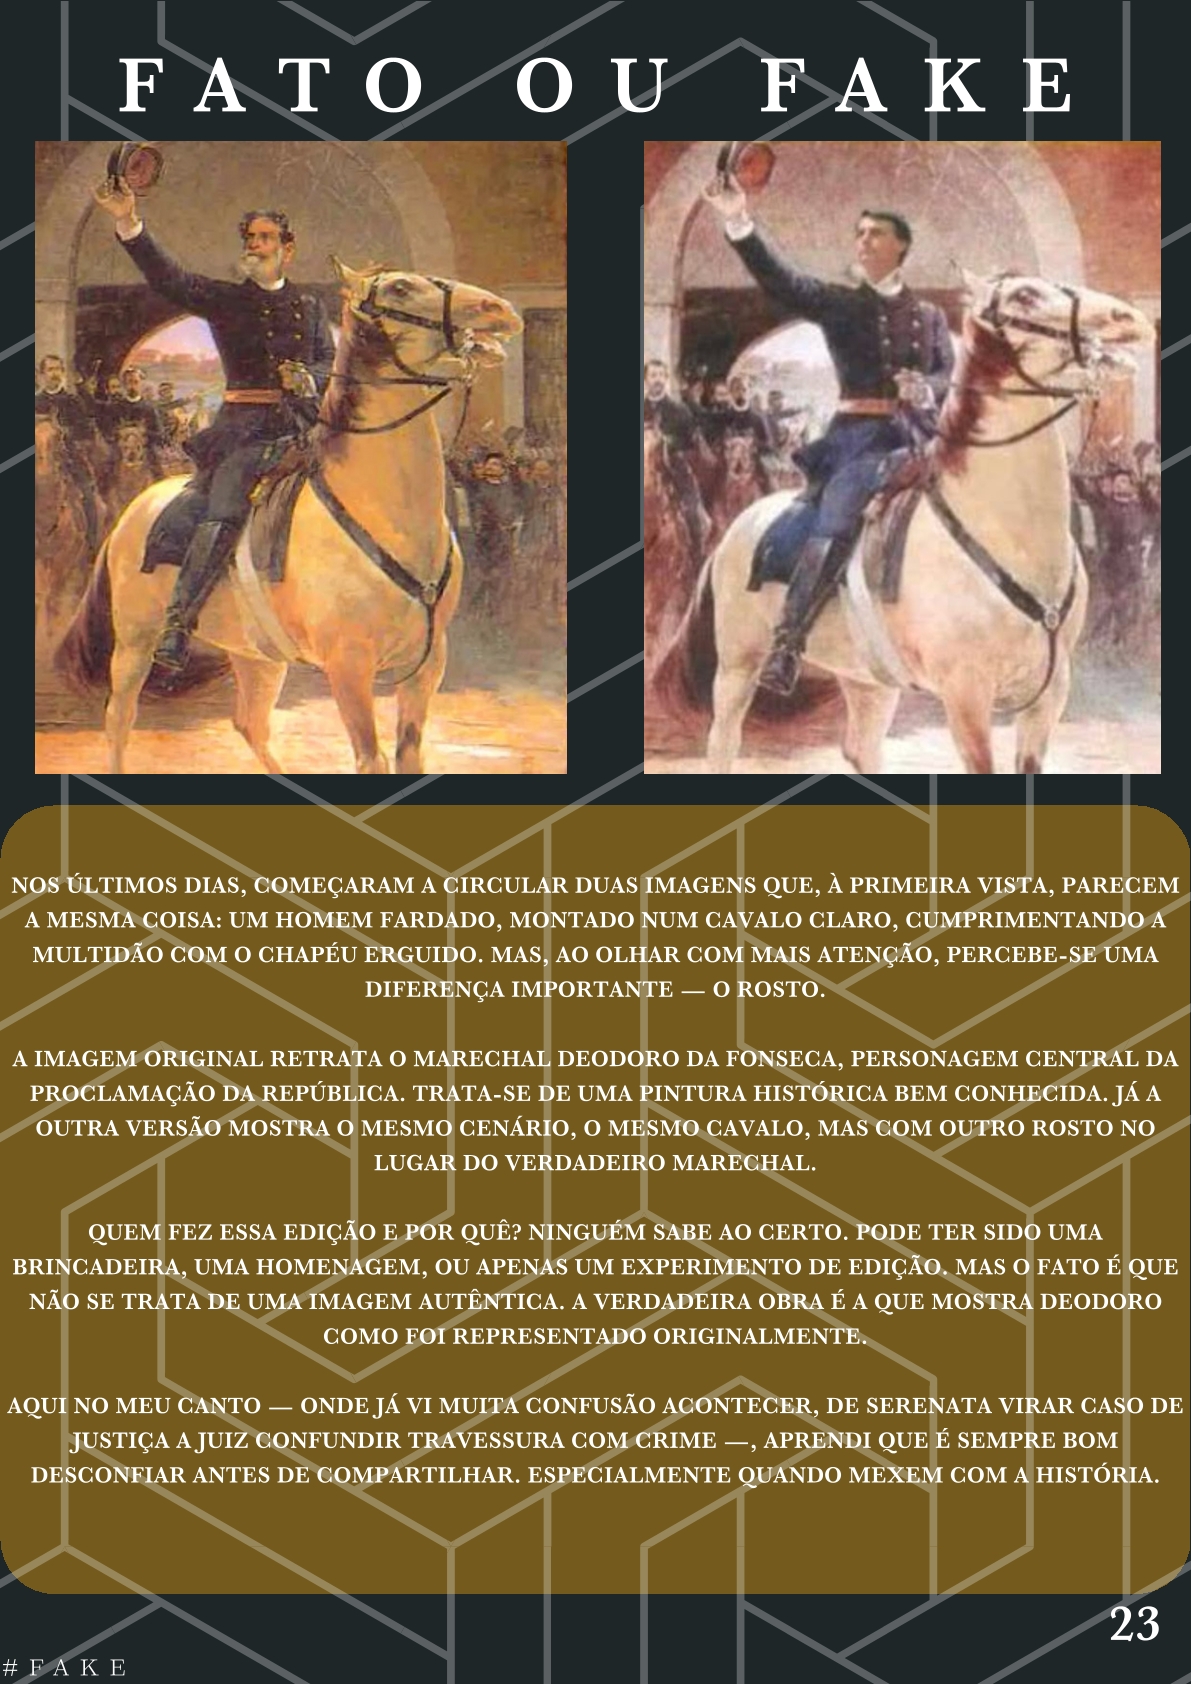 FATO OU FAKE
NOS ÚLTIMOS DIAS, COMEÇARAM A CIRCULAR DUAS IMAGENS QUE, À PRIMEIRA VISTA, PARECEM
A MESMA COISA: UM HOMEM FARDADO, MONTADO NUM CAVALO CLARO, CUMPRIMENTANDO A
MULTIDÃO COM O CHAPÉU ERGUIDO. MAS, AO OLHAR COM MAIS ATENÇÃO, PERCEBE-SE UMA
DIFERENÇA IMPORTANTE — O ROSTO.
A IMAGEM ORIGINAL RETRATA O MARECHAL DEODORO DA FONSECA, PERSONAGEM CENTRAL DA
PROCLAMAÇÃO DA REPÚBLICA. TRATA-SE DE UMA PINTURA HISTÓRICA BEM CONHECIDA. JÁ A
OUTRA VERSÃO MOSTRA O MESMO CENÁRIO, O MESMO CAVALO, MAS COM OUTRO ROSTO NO
LUGAR DO VERDADEIRO MARECHAL.
QUEM FEZ ESSA EDIÇÃO E POR QUÊ? NINGUÉM SABE AO CERTO. PODE TER SIDO UMA
BRINCADEIRA, UMA HOMENAGEM, OU APENAS UM EXPERIMENTO DE EDIÇÃO. MAS O FATO É QUE
NÃO SE TRATA DE UMA IMAGEM AUTÊNTICA. A VERDADEIRA OBRA É A QUE MOSTRA DEODORO
COMO FOI REPRESENTADO ORIGINALMENTE.
AQUI NO MEU CANTO — ONDE JÁ VI MUITA CONFUSÃO ACONTECER, DE SERENATA VIRAR CASO DE
JUSTIÇA A JUIZ CONFUNDIR TRAVESSURA COM CRIME —, APRENDI QUE É SEMPRE BOM
DESCONFIAR ANTES DE COMPARTILHAR. ESPECIALMENTE QUANDO MEXEM COM A HISTÓRIA.
23
#FAKE